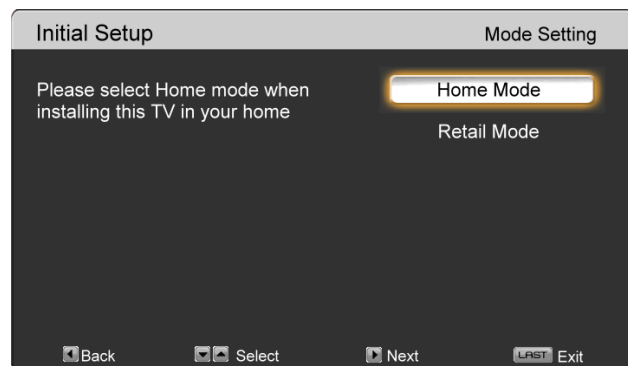 Initial Setup
Mode Setting
Please select Home mode when
installing this TV in your home
Home Mode
Retail Mode
Back
Select
Next
LAST Exit